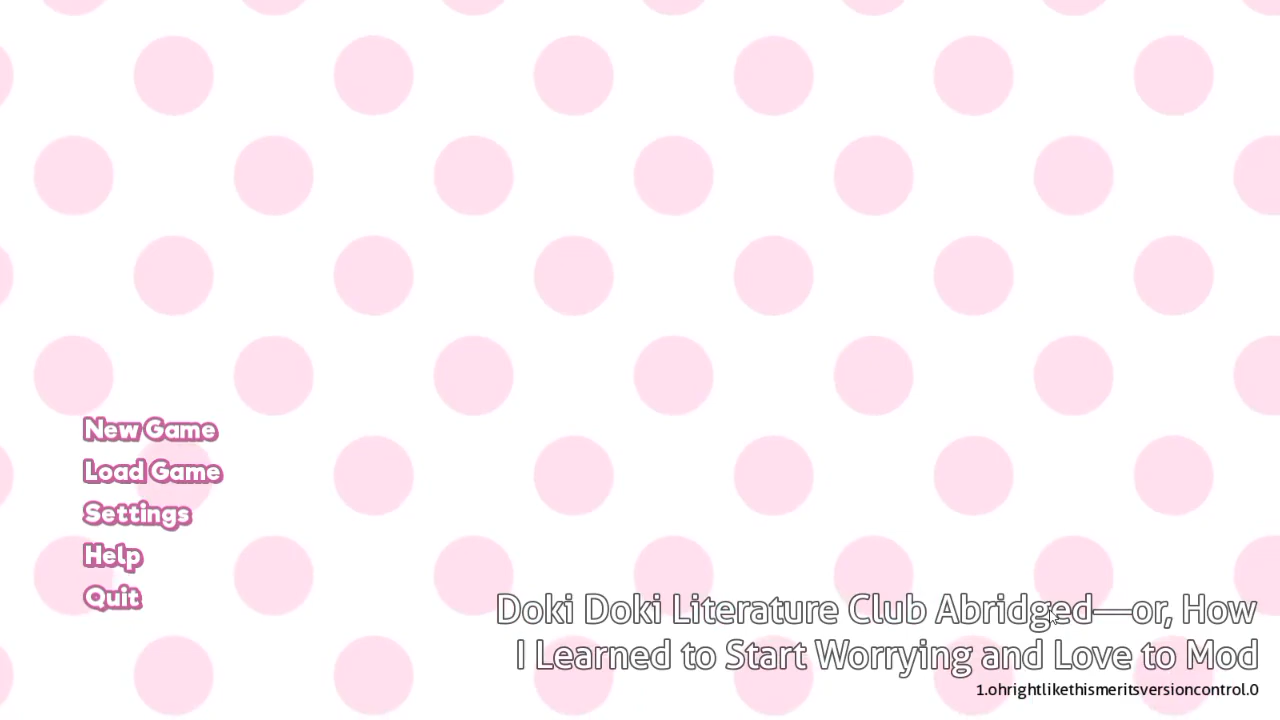 New Game
Load Game
Settings
Help
Quit
Doki Doki Literature Club Abridged—or, How
I Learned to Start Worrying and Love to Mod
1.ohrightlikethismeritsversioncontrol.0